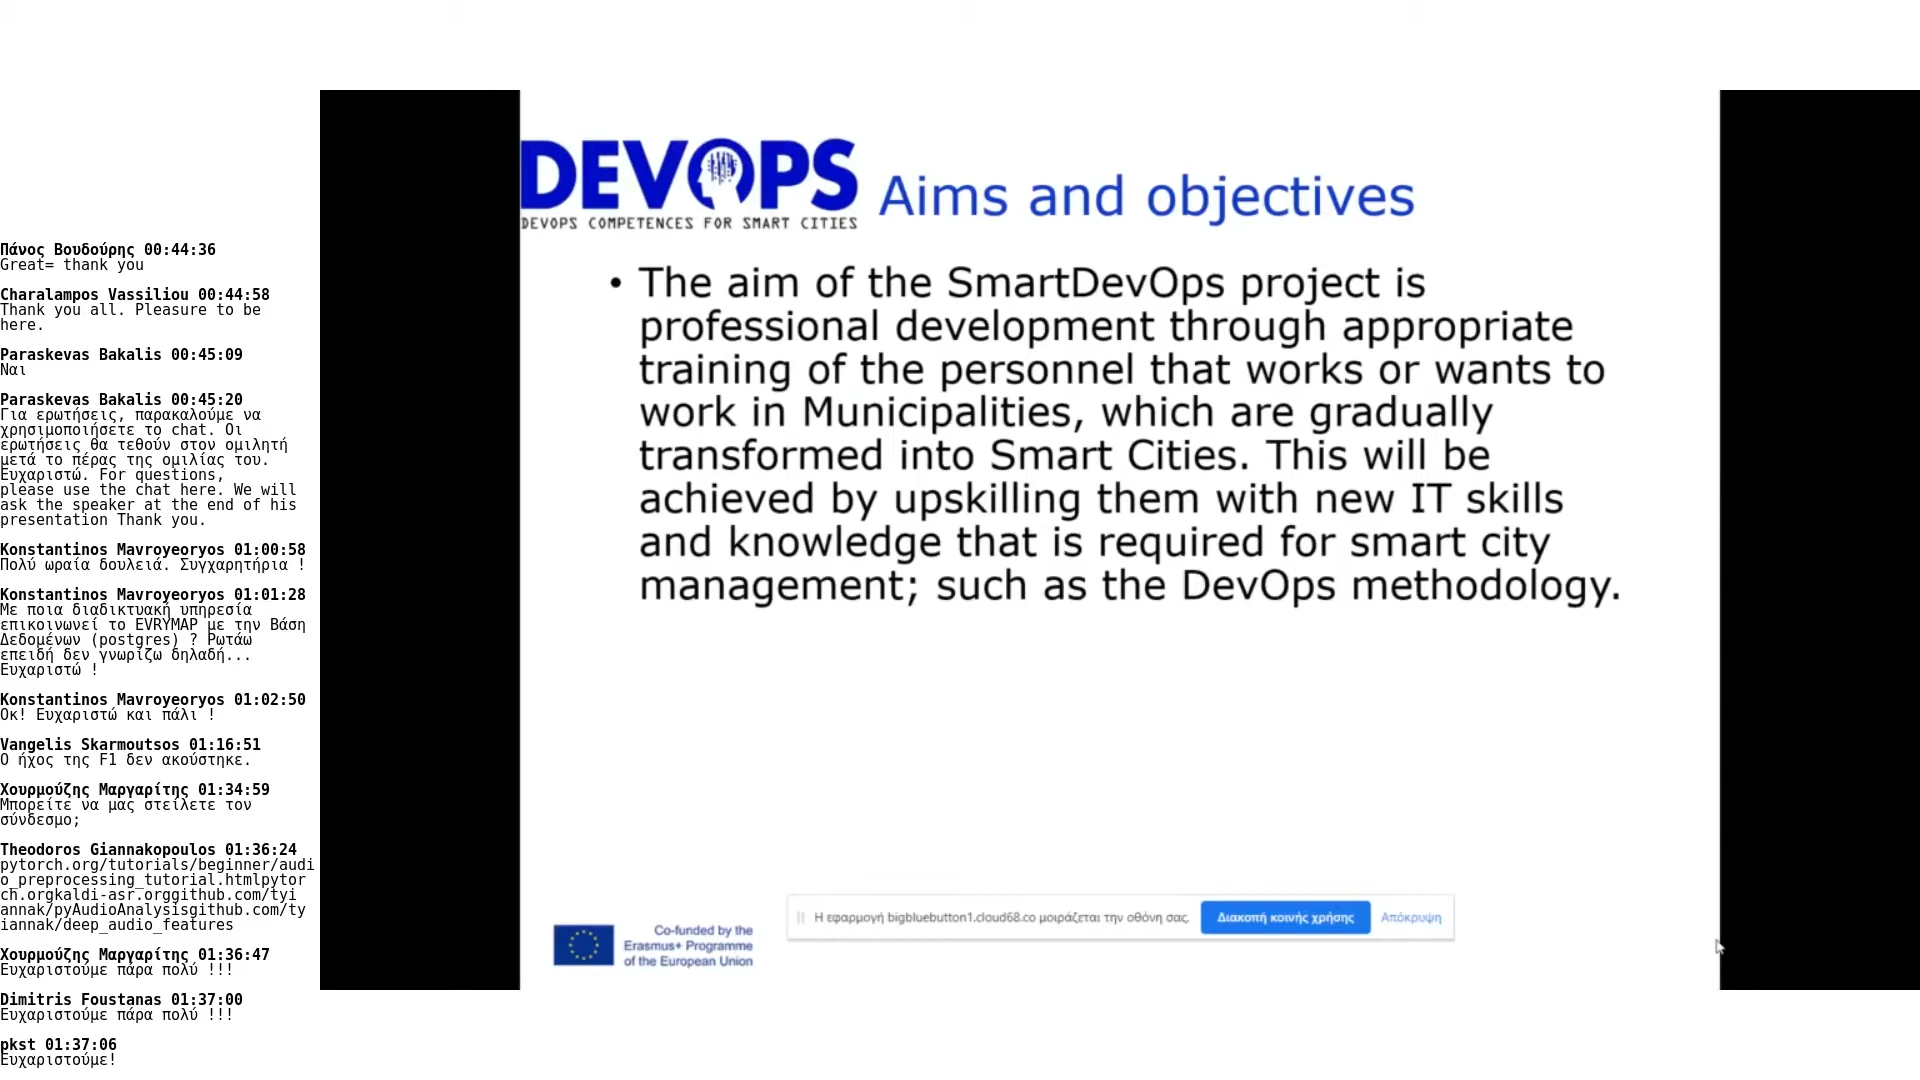 Πάνος Βουδούρης 00:44:36
Great= thank you
Charalampos Vassiliou 00:44:58
Thank you all. Pleasure to be
here.
Paraskevas Bakalis 00:45:09
Ναι
Paraskevas Bakalis 00:45:20
Για ερωτήσεις, παρακαλούμε να
χρησιμοποιήσετε το chat. Οι
ερωτήσεις θα τεθούν στον ομιλητή
μετά το πέρας της ομιλίας του.
Ευχαριστώ. For questions,
please use the chat here. We will
ask the speaker at the end of his
presentation Thank you.
Konstantinos Mavroyeoryos 01:00:58
Πολύ ωραία δουλειά. Συγχαρητήρια !
Konstantinos Mavroyeoryos 01:01:28
Με ποια διαδικτυακή υπηρεσία
επικοινωνεί το EVRYMAP με την Βάση
Δεδομένων (postgres) ? Ρωτάω
επειδή δεν γνωρίζω δηλαδή...
Ευχαριστώ !
Konstantinos Mavroyeoryos 01:02:50
Οκ! Ευχαριστώ και πάλι !
Vangelis Skarmoutsos 01:16:51
Ο ήχος της F1 δεν ακούστηκε.
Χουρμούζης Μαργαρίτης 01:34:59
Μπορείτε να μας στείλετε τον
σύνδεσμο;
Theodoros Giannakopoulos 01:36:24
pytorch.org/tutorials/beginner/audi
o_preprocessing_tutorial.htmlpytor
ch.orgkaldi-asr.orggithub.com/tyi
annak/pyAudioAnalysisgithub.com/ty
iannak/deep_audio_features
Χουρμούζης Μαργαρίτης 01:36:47
Ευχαριστούμε πάρα πολύ !!!
Dimitris Foustanas 01:37:00
Ευχαριστούμε πάρα πολύ !!!
pkst 01:37:06
Ευχαριστούμε!
DEVOPS
DEVOPS COMPETENCES FOR SMART CITIES
Aims and objectives
• The aim of the SmartDevOps project is
professional development through appropriate
training of the personnel that works or wants to
work in Municipalities, which are gradually
transformed into Smart Cities. This will be
achieved by upskilling them with new IT skills
and knowledge that is required for smart city
management; such as the DevOps methodology.
Η εφαρμογή bigbluebutton1.cloud68.co μοιράζεται την οθόνη σας. Διακοπή κοινής χρήσης Απόκρυψη
Co-funded by the
Erasmus+ Programme
of the European Union